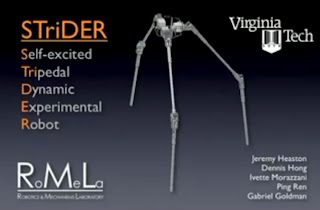 STriDER
Self-excited
Tripedal
Dynamic
Experimental
Robot
Virginia
Tech
RoMeLa
ROBOTICS & MECHANISMS LABORATORY
Jeremy Heaston
Dennis Hong
Ivette Morazzani
Ping Ren
Gabriel Goldman